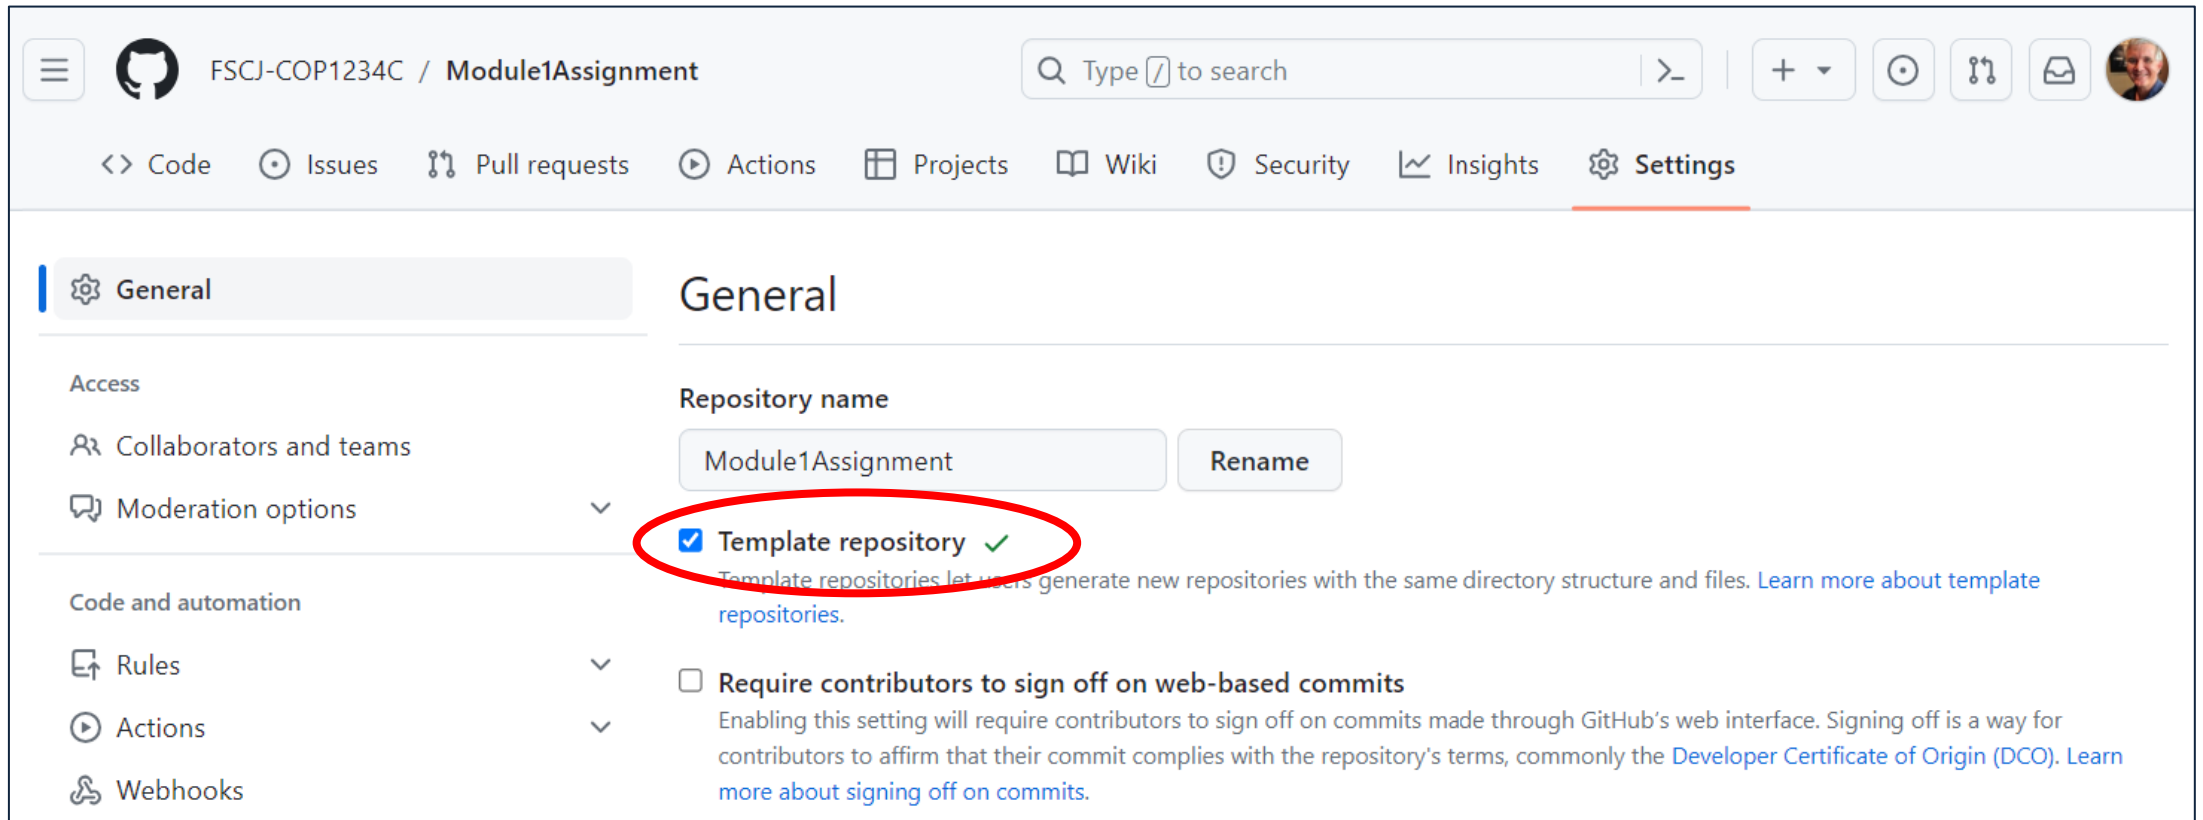 FSCJ-COP1234C / Module1Assignment
Type / to search
Code Issues Pull requests Actions Projects Wiki Security Insights Settings
General
Access
Collaborators and teams
Moderation options
Code and automation
Rules
Actions
Webhooks
General
Repository name
Module1Assignment Rename
Template repository
Template repositories let users generate new repositories with the same directory structure and files. Learn more about template
repositories.
Require contributors to sign off on web-based commits
Enabling this setting will require contributors to sign off on commits made through GitHub's web interface. Signing off is a way for
contributors to affirm that their commit complies with the repository's terms, commonly the Developer Certificate of Origin (DCO). Learn
more about signing off on commits.